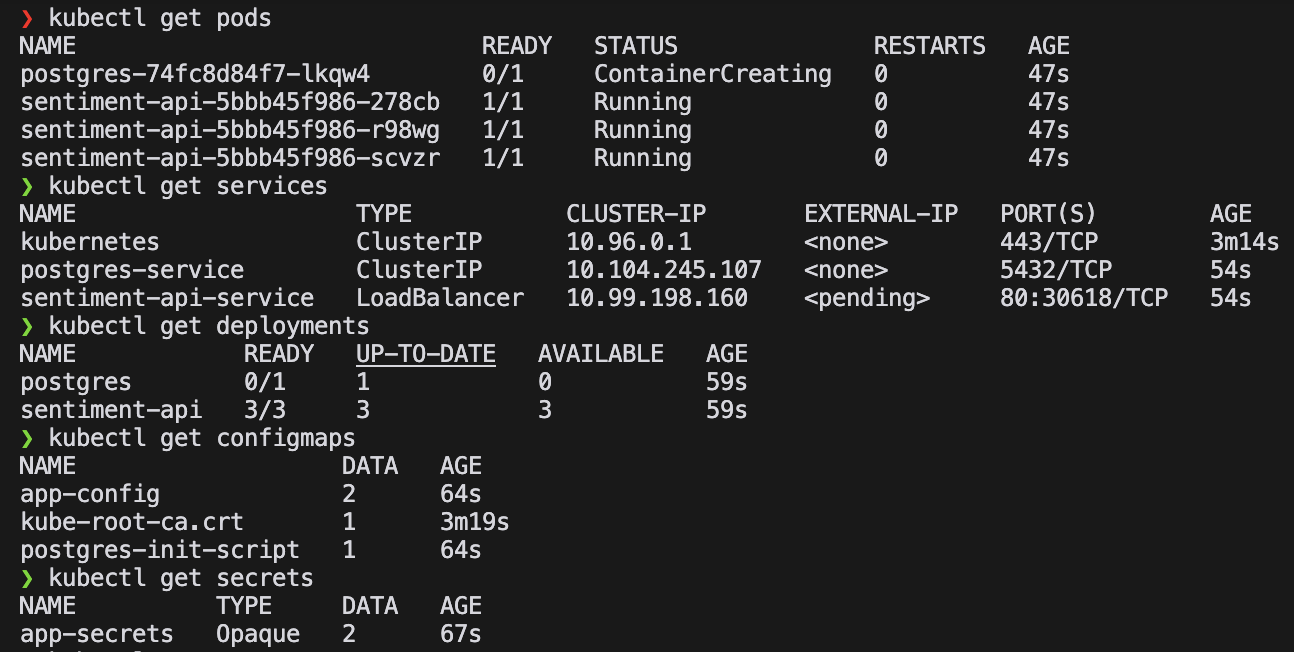 ❯ kubectl get pods
NAME                             READY   STATUS              RESTARTS   AGE
postgres-74fc8d84f7-lkqw4        0/1     ContainerCreating   0          47s
sentiment-api-5bbb45f986-278cb   1/1     Running             0          47s
sentiment-api-5bbb45f986-r98wg   1/1     Running             0          47s
sentiment-api-5bbb45f986-scvzr   1/1     Running             0          47s
❯ kubectl get services
NAME                    TYPE           CLUSTER-IP       EXTERNAL-IP   PORT(S)        AGE
kubernetes              ClusterIP      10.96.0.1        <none>        443/TCP        3m14s
postgres-service        ClusterIP      10.104.245.107   <none>        5432/TCP       54s
sentiment-api-service   LoadBalancer   10.99.198.160    <pending>     80:30618/TCP   54s
❯ kubectl get deployments
NAME            READY   UP-TO-DATE   AVAILABLE   AGE
postgres        0/1     1            0           59s
sentiment-api   3/3     3            3           59s
❯ kubectl get configmaps
NAME                   DATA   AGE
app-config             2      64s
kube-root-ca.crt       1      3m19s
postgres-init-script   1      64s
❯ kubectl get secrets
NAME          TYPE     DATA   AGE
app-secrets   Opaque   2      67s